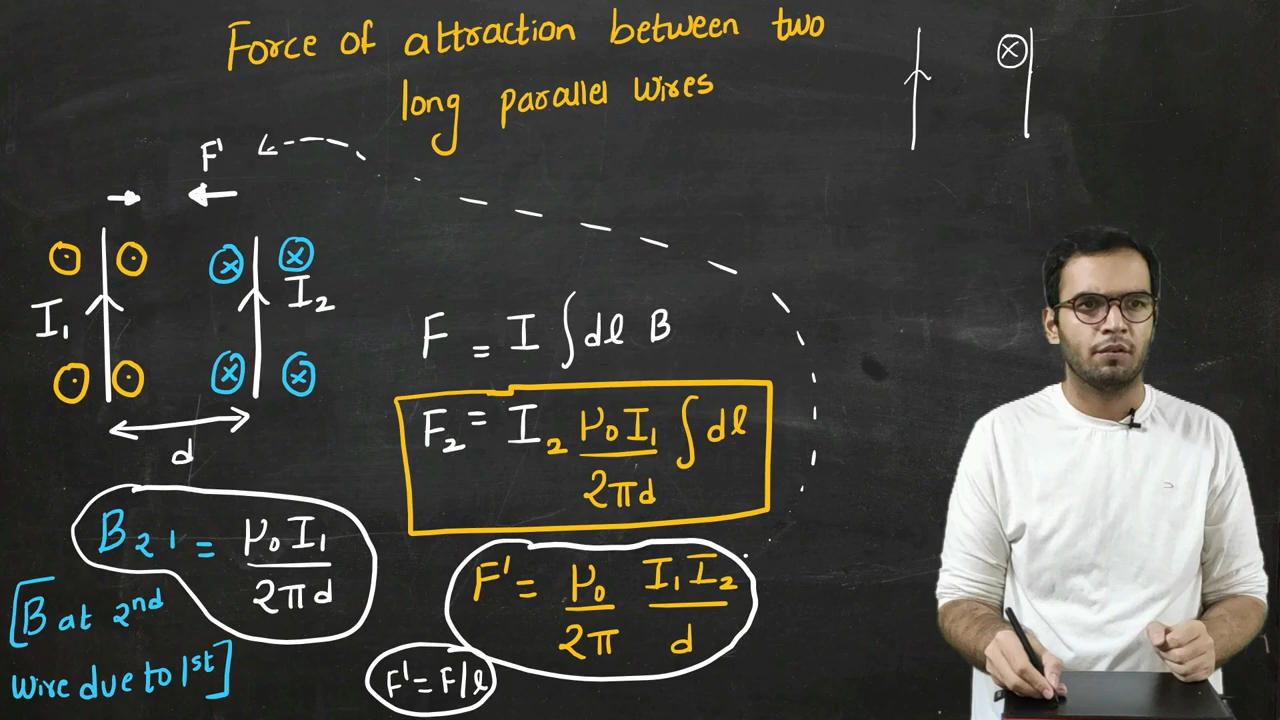 Force of attraction between two
long parallel wires
F'
I₁
I₂
d
F = I ∫ dl B
F₂ = I₂ μ₀I₁/2πd ∫ dl
B₂₁ = μ₀I₁/2πd
[B at 2nd
wire due to 1st]
F' = μ₀/2π I₁I₂/d
F' = F/l